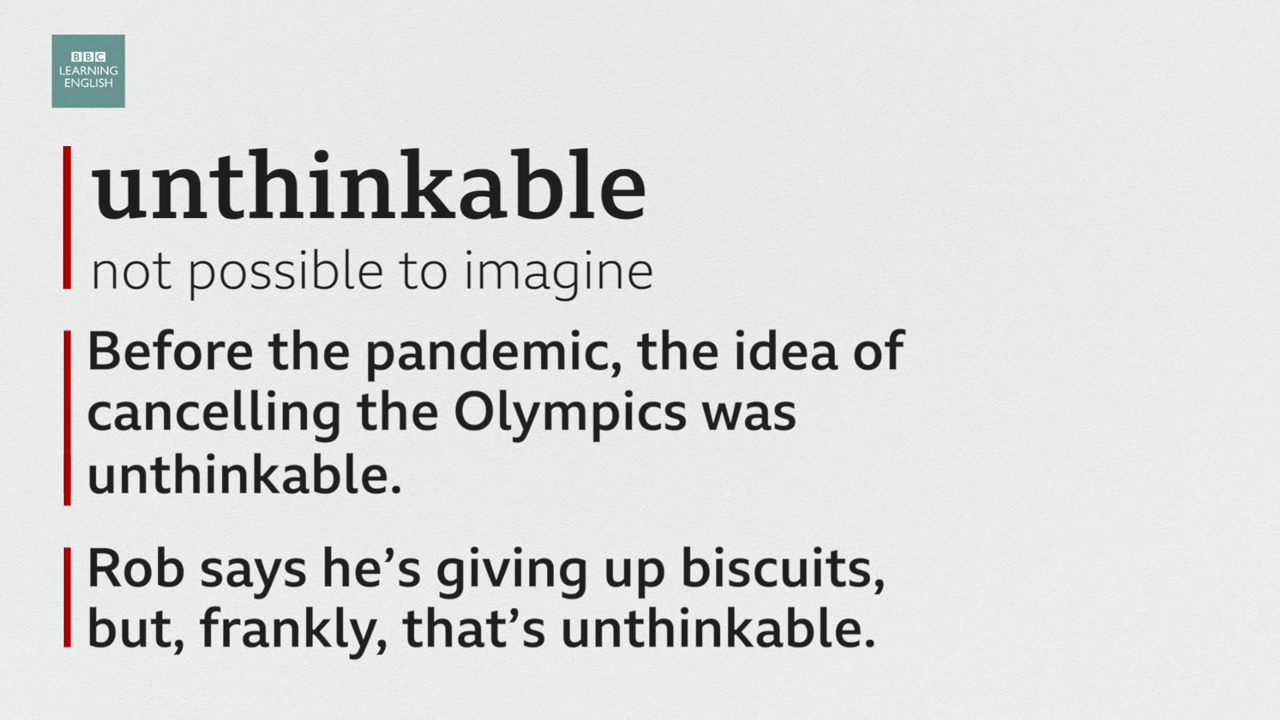 BBC
LEARNING
ENGLISH
unthinkable
not possible to imagine
Before the pandemic, the idea of
cancelling the Olympics was
unthinkable.
Rob says he’s giving up biscuits,
but, frankly, that’s unthinkable.